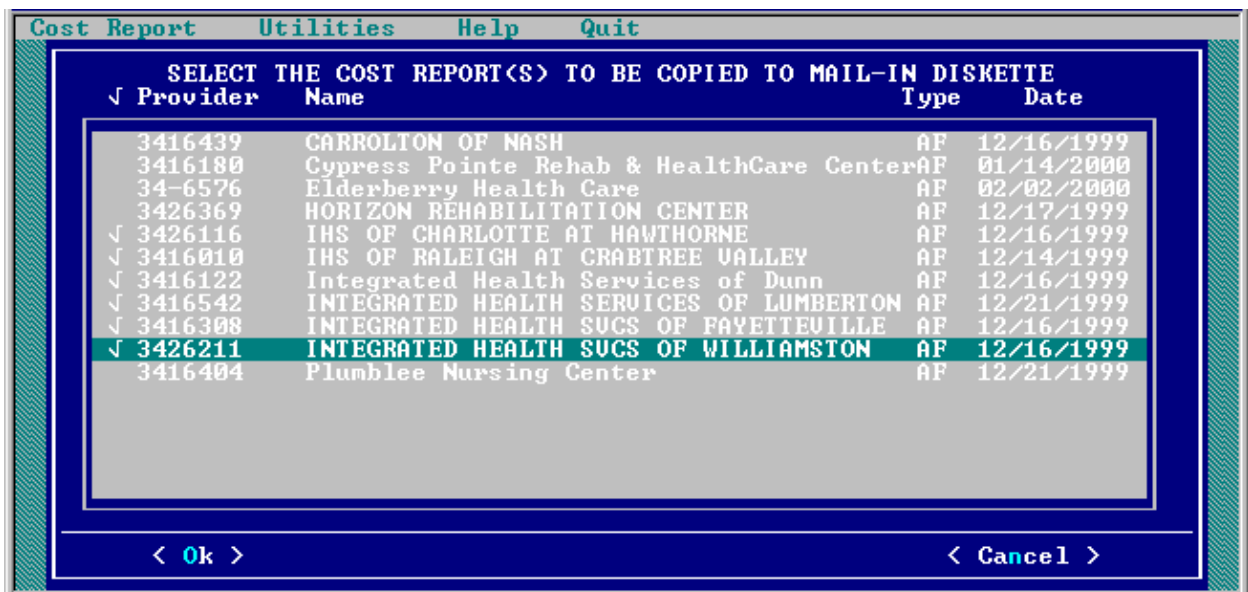 Cost Report Utilities Help Quit
SELECT THE COST REPORT(S) TO BE COPIED TO MAIL-IN DISKETTE
√ Provider Name Type Date
3416439 CARROLTON OF NASH AF 12/16/1999
3416180 Cypress Pointe Rehab & HealthCare CenterAF 01/14/2000
34-6576 Elderberry Health Care AF 02/02/2000
3426369 HORIZON REHABILITATION CENTER AF 12/17/1999
√ 3426116 IHS OF CHARLOTTE AT HAWTHORNE AF 12/16/1999
√ 3416010 IHS OF RALEIGH AT CRABTREE VALLEY AF 12/14/1999
√ 3416122 Integrated Health Services of Dunn AF 12/16/1999
√ 3416542 INTEGRATED HEALTH SERVICES OF LUMBERTON AF 12/21/1999
√ 3416308 INTEGRATED HEALTH SVCS OF FAYETTEVILLE AF 12/16/1999
√ 3426211 INTEGRATED HEALTH SVCS OF WILLIAMSTON AF 12/16/1999
3416404 Plumblee Nursing Center AF 12/21/1999
< Ok > < Cancel >